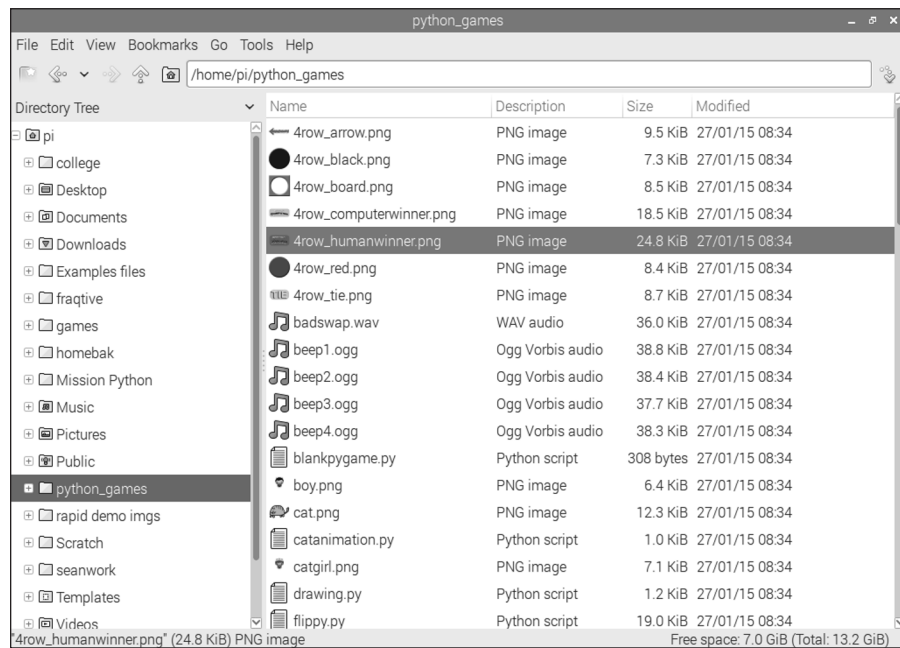 python_games
File Edit View Bookmarks Go Tools Help
/home/pi/python_games
Directory Tree
pi
college
Desktop
Documents
Downloads
Examples files
fraqtive
games
homebak
Mission Python
Music
Pictures
Public
python_games
rapid demo imgs
Scratch
seanwork
Templates
Videos
Name Description Size Modified
4row_arrow.png PNG image 9.5 KiB 27/01/15 08:34
4row_black.png PNG image 7.3 KiB 27/01/15 08:34
4row_board.png PNG image 8.5 KiB 27/01/15 08:34
4row_computerwinner.png PNG image 18.5 KiB 27/01/15 08:34
4row_humanwinner.png PNG image 24.8 KiB 27/01/15 08:34
4row_red.png PNG image 8.4 KiB 27/01/15 08:34
4row_tie.png PNG image 8.7 KiB 27/01/15 08:34
badswap.wav WAV audio 36.0 KiB 27/01/15 08:34
beep1.ogg Ogg Vorbis audio 38.8 KiB 27/01/15 08:34
beep2.ogg Ogg Vorbis audio 38.4 KiB 27/01/15 08:34
beep3.ogg Ogg Vorbis audio 37.7 KiB 27/01/15 08:34
beep4.ogg Ogg Vorbis audio 38.3 KiB 27/01/15 08:34
blankpygame.py Python script 308 bytes 27/01/15 08:34
boy.png PNG image 6.4 KiB 27/01/15 08:34
cat.png PNG image 12.3 KiB 27/01/15 08:34
catanimation.py Python script 1.0 KiB 27/01/15 08:34
catgirl.png PNG image 7.1 KiB 27/01/15 08:34
drawing.py Python script 1.2 KiB 27/01/15 08:34
flippy.py Python script 19.0 KiB 27/01/15 08:34
"4row_humanwinner.png" (24.8 KiB) PNG image Free space: 7.0 GiB (Total: 13.2 GiB)